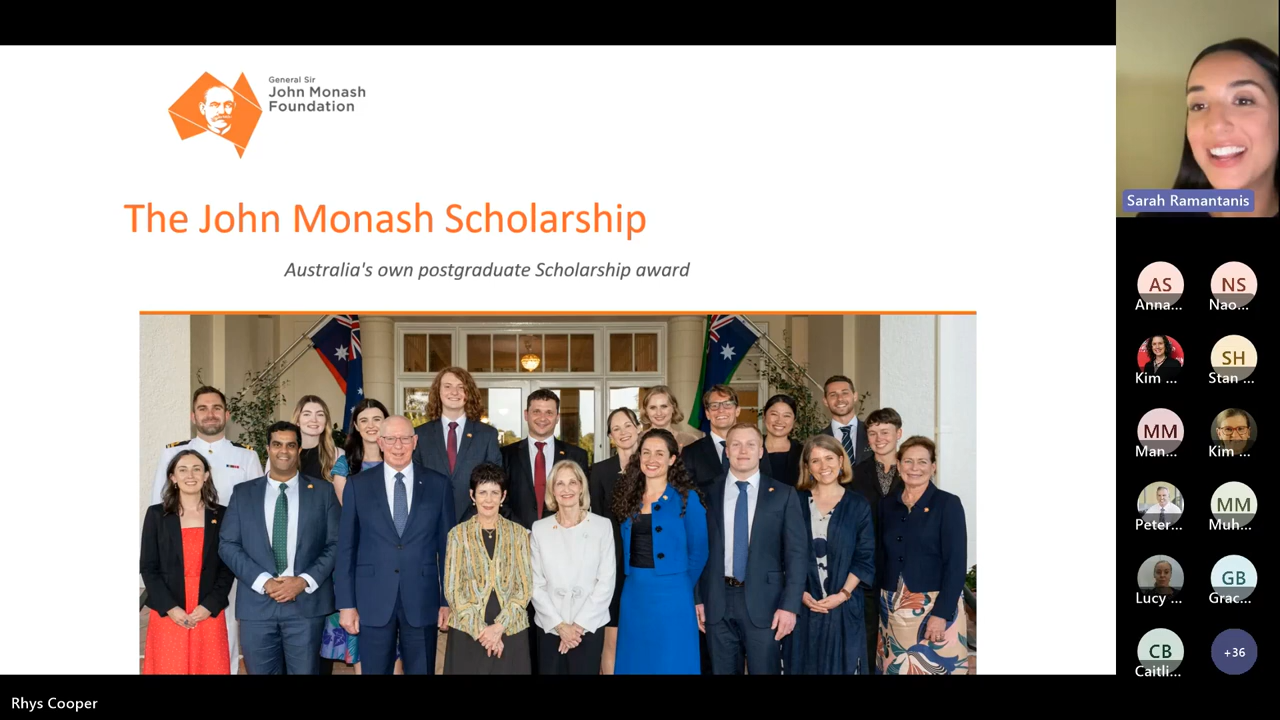 General Sir
John Monash
Foundation
The John Monash Scholarship
Australia's own postgraduate Scholarship award
Sarah Ramantanis
AS
NS
Anna...
Nao...
SH
Kim ...
Stan ...
MM
Man...
Kim ...
MM
Peter...
Muh...
GB
Lucy ...
Grac...
CB
+36
Caitli...
Rhys Cooper